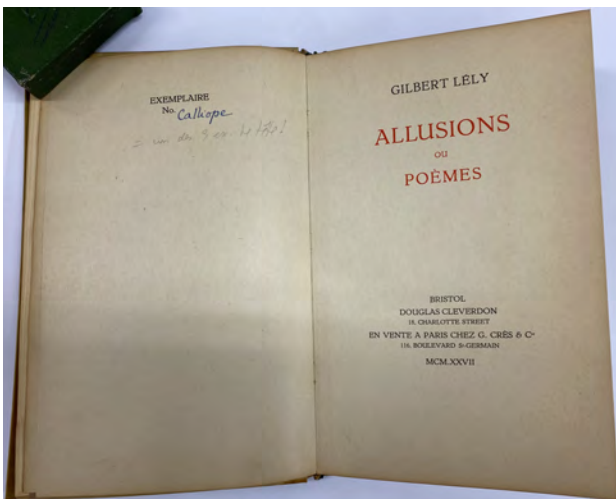 EXEMPLAIRE
No. Calliope
GILBERT LÉLY
ALLUSIONS
OU
POÈMES
BRISTOL
DOUGLAS CLEVERDON
18, CHARLOTTE STREET
EN VENTE A PARIS CHEZ G. CRÈS & Cie
116, BOULEVARD St-GERMAIN
MCM.XXVII